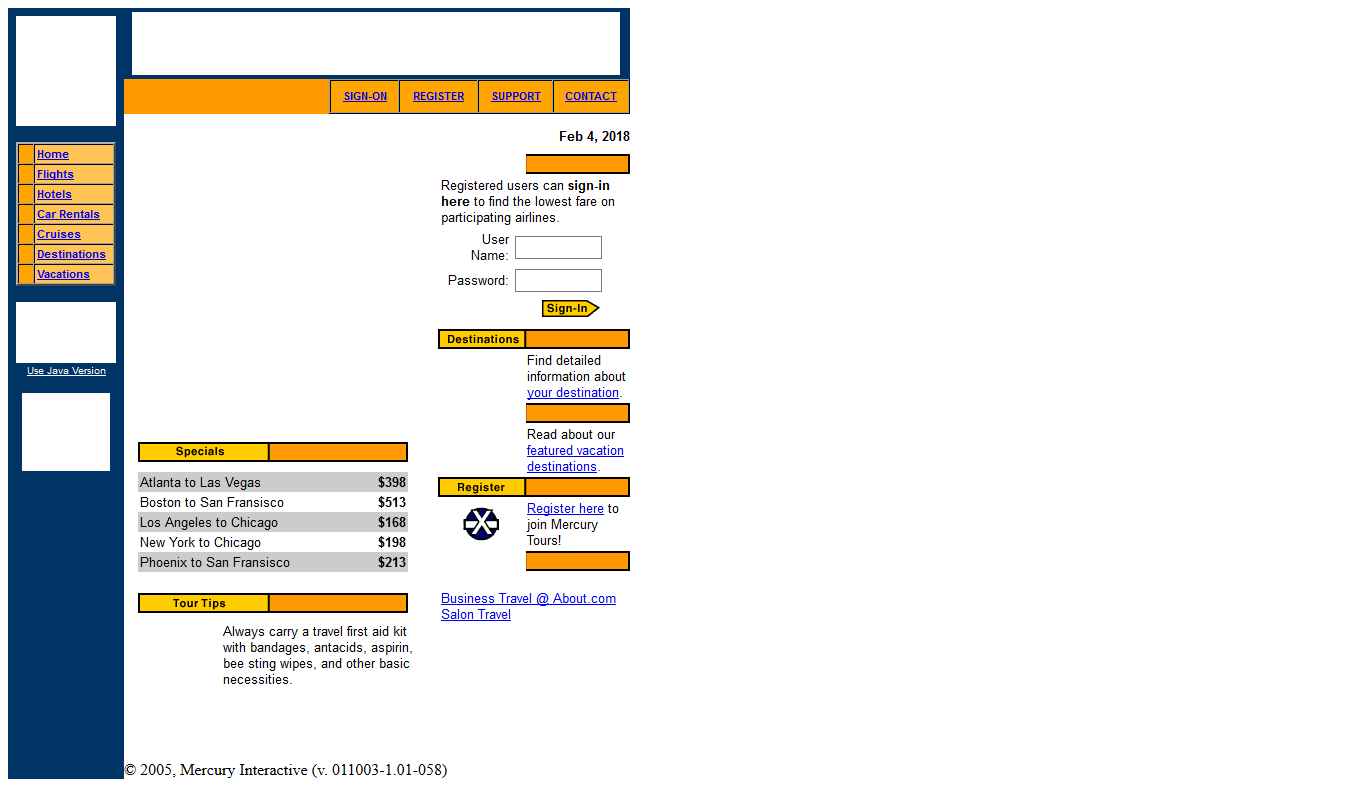 SIGN-ON REGISTER SUPPORT CONTACT
Home
Flights
Hotels
Car Rentals
Cruises
Destinations
Vacations
Use Java Version
Feb 4, 2018
Registered users can sign-in
here to find the lowest fare on
participating airlines.
User
Name:
Password:
Sign-In
Destinations
Find detailed
information about
your destination.
Read about our
featured vacation
destinations.
Register
Register here to
join Mercury
Tours!
Business Travel @ About.com
Salon Travel
Specials
Atlanta to Las Vegas $398
Boston to San Fransisco $513
Los Angeles to Chicago $168
New York to Chicago $198
Phoenix to San Fransisco $213
Tour Tips
Always carry a travel first aid kit
with bandages, antacids, aspirin,
bee sting wipes, and other basic
necessities.
© 2005, Mercury Interactive (v. 011003-1.01-058)